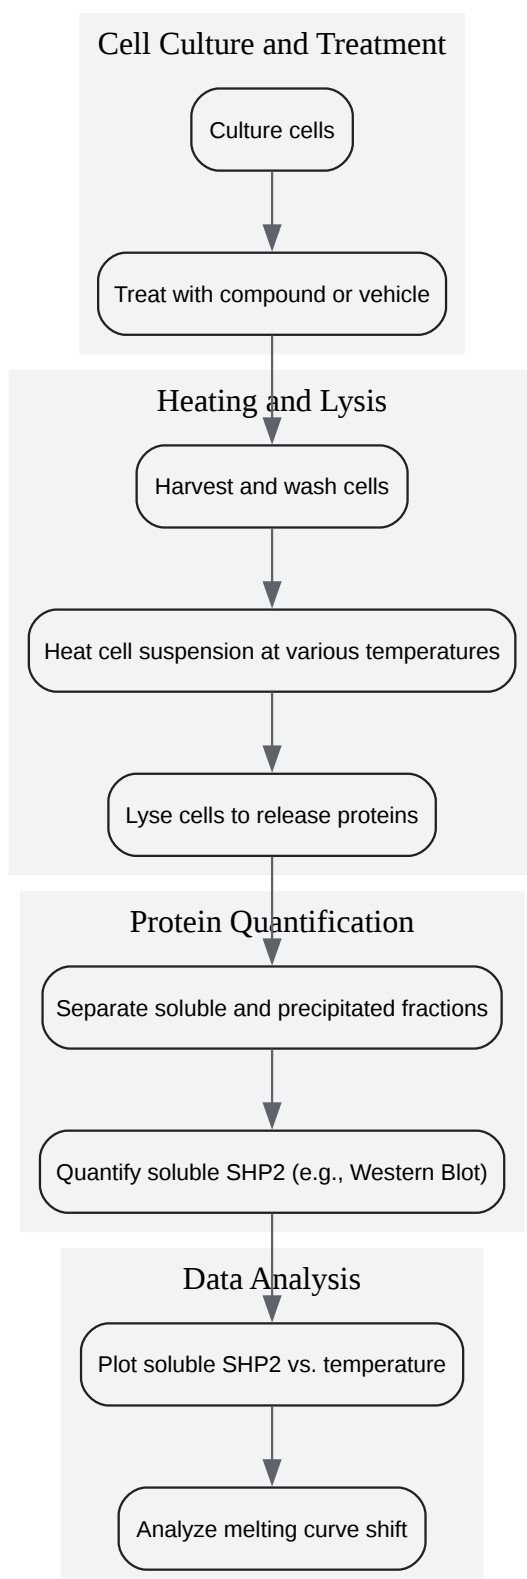 Cell Culture and Treatment
Culture cells
Treat with compound or vehicle
Heating and Lysis
Harvest and wash cells
Heat cell suspension at various temperatures
Lyse cells to release proteins
Protein Quantification
Separate soluble and precipitated fractions
Quantify soluble SHP2 (e.g., Western Blot)
Data Analysis
Plot soluble SHP2 vs. temperature
Analyze melting curve shift